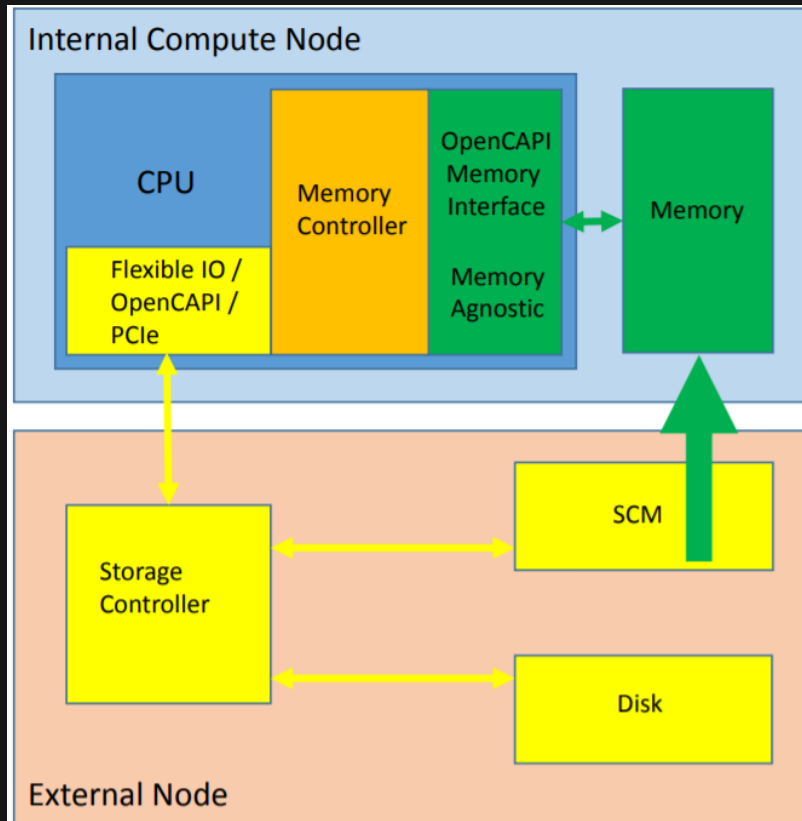 Internal Compute Node
CPU
Flexible IO /
OpenCAPI /
PCIe
Memory
Controller
OpenCAPI
Memory
Interface
Memory
Agnostic
Memory
Storage
Controller
SCM
Disk
External Node